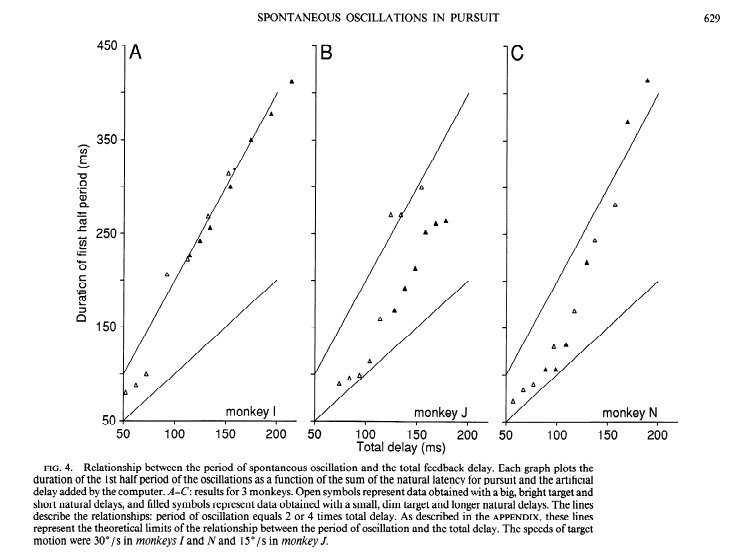 SPONTANEOUS OSCILLATIONS IN PURSUIT 629
450 A B C
350
250
150
50
Duration of first half period (ms)
monkey I monkey J monkey N
50 100 150 200 50 100 150 200 50 100 150 200
Total delay (ms)
FIG. 4. Relationship between the period of spontaneous oscillation and the total feedback delay. Each graph plots the
duration of the 1st half period of the oscillations as a function of the sum of the natural latency for pursuit and the artificial
delay added by the computer. A–C: results for 3 monkeys. Open symbols represent data obtained with a big, bright target and
short natural delays, and filled symbols represent data obtained with a small, dim target and longer natural delays. The lines
describe the relationships: period of oscillation equals 2 or 4 times total delay. As described in the APPENDIX, these lines
represent the theoretical limits of the relationship between the period of oscillation and the total delay. The speeds of target
motion were 30°/s in monkeys I and N and 15°/s in monkey J.